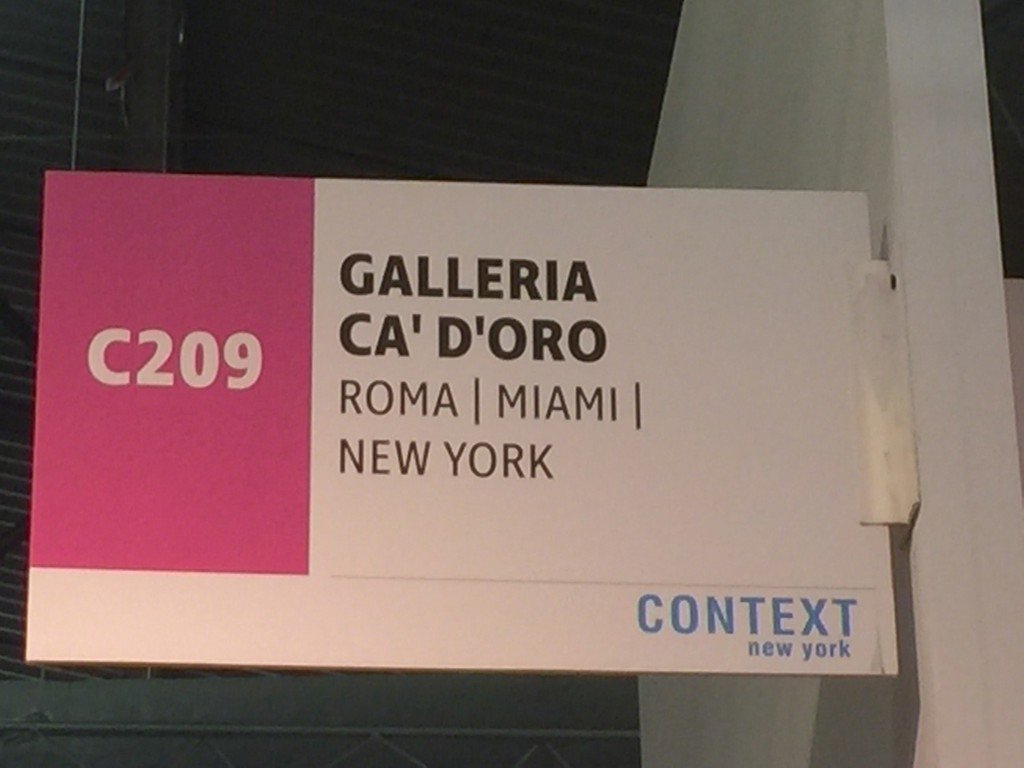 C209
GALLERIA
CA' D'ORO
ROMA | MIAMI |
NEW YORK
CONTEXT
new york